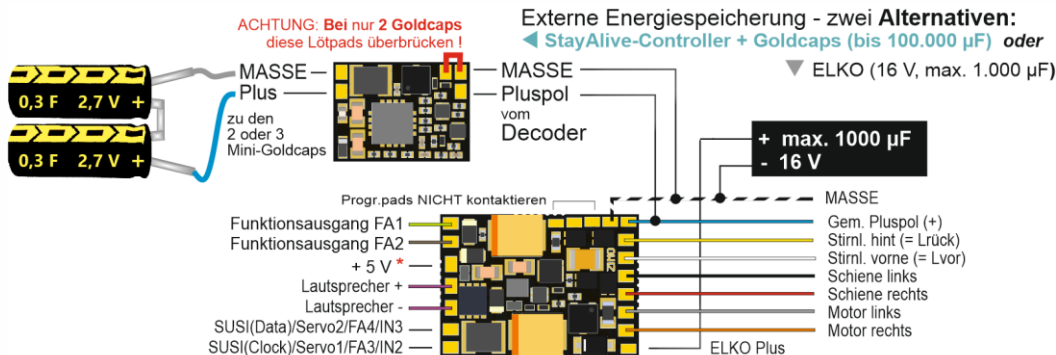 ACHTUNG: Bei nur 2 Goldcaps
diese Lötpads überbrücken !
Externe Energiespeicherung - zwei Alternativen:
StayAlive-Controller + Goldcaps (bis 100.000 µF) oder
ELKO (16 V, max. 1.000 µF)
0,3 F 2,7 V +
0,3 F 2,7 V +
MASSE
Plus
zu den
2 oder 3
Mini-Goldcaps
MASSE
Pluspol
vom
Decoder
+ max. 1000 µF
- 16 V
Progr.pads NICHT kontaktieren
Funktionsausgang FA1
Funktionsausgang FA2
+ 5 V *
Lautsprecher +
Lautsprecher -
SUSI(Data)/Servo2/FA4/IN3
SUSI(Clock)/Servo1/FA3/IN2
ZIMO
MASSE
Gem. Pluspol (+)
Stirnl. hint (= Lrück)
Stirnl. vorne (= Lvor)
Schiene links
Schiene rechts
Motor links
Motor rechts
ELKO Plus